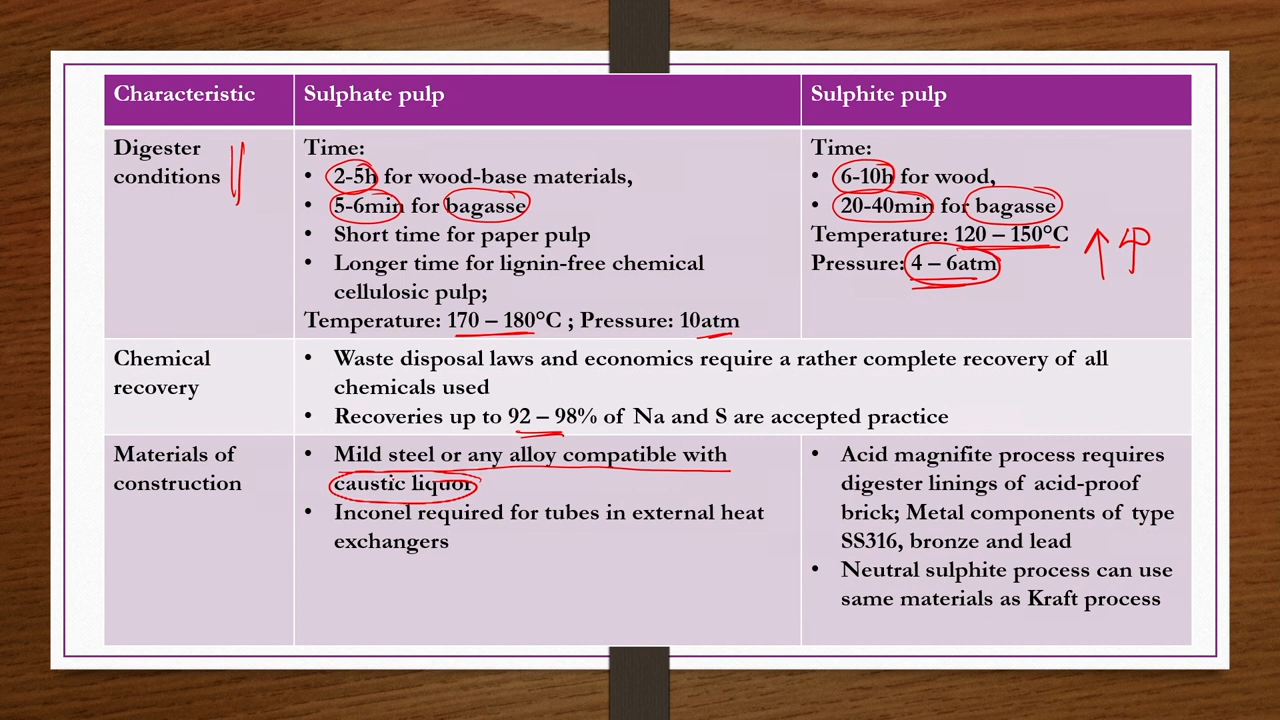 Characteristic
Sulphate pulp
Sulphite pulp
Digester
conditions
Time:
• 2-5h for wood-base materials,
• 5-6min for bagasse
• Short time for paper pulp
• Longer time for lignin-free chemical
cellulosic pulp;
Temperature: 170 – 180°C ; Pressure: 10atm
Time:
• 6-10h for wood,
• 20-40min for bagasse
Temperature: 120 – 150°C
Pressure: 4 – 6atm
Chemical
recovery
• Waste disposal laws and economics require a rather complete recovery of all
chemicals used
• Recoveries up to 92 – 98% of Na and S are accepted practice
Materials of
construction
• Mild steel or any alloy compatible with
caustic liquor
• Inconel required for tubes in external heat
exchangers
• Acid magnifite process requires
digester linings of acid-proof
brick; Metal components of type
SS316, bronze and lead
• Neutral sulphite process can use
same materials as Kraft process